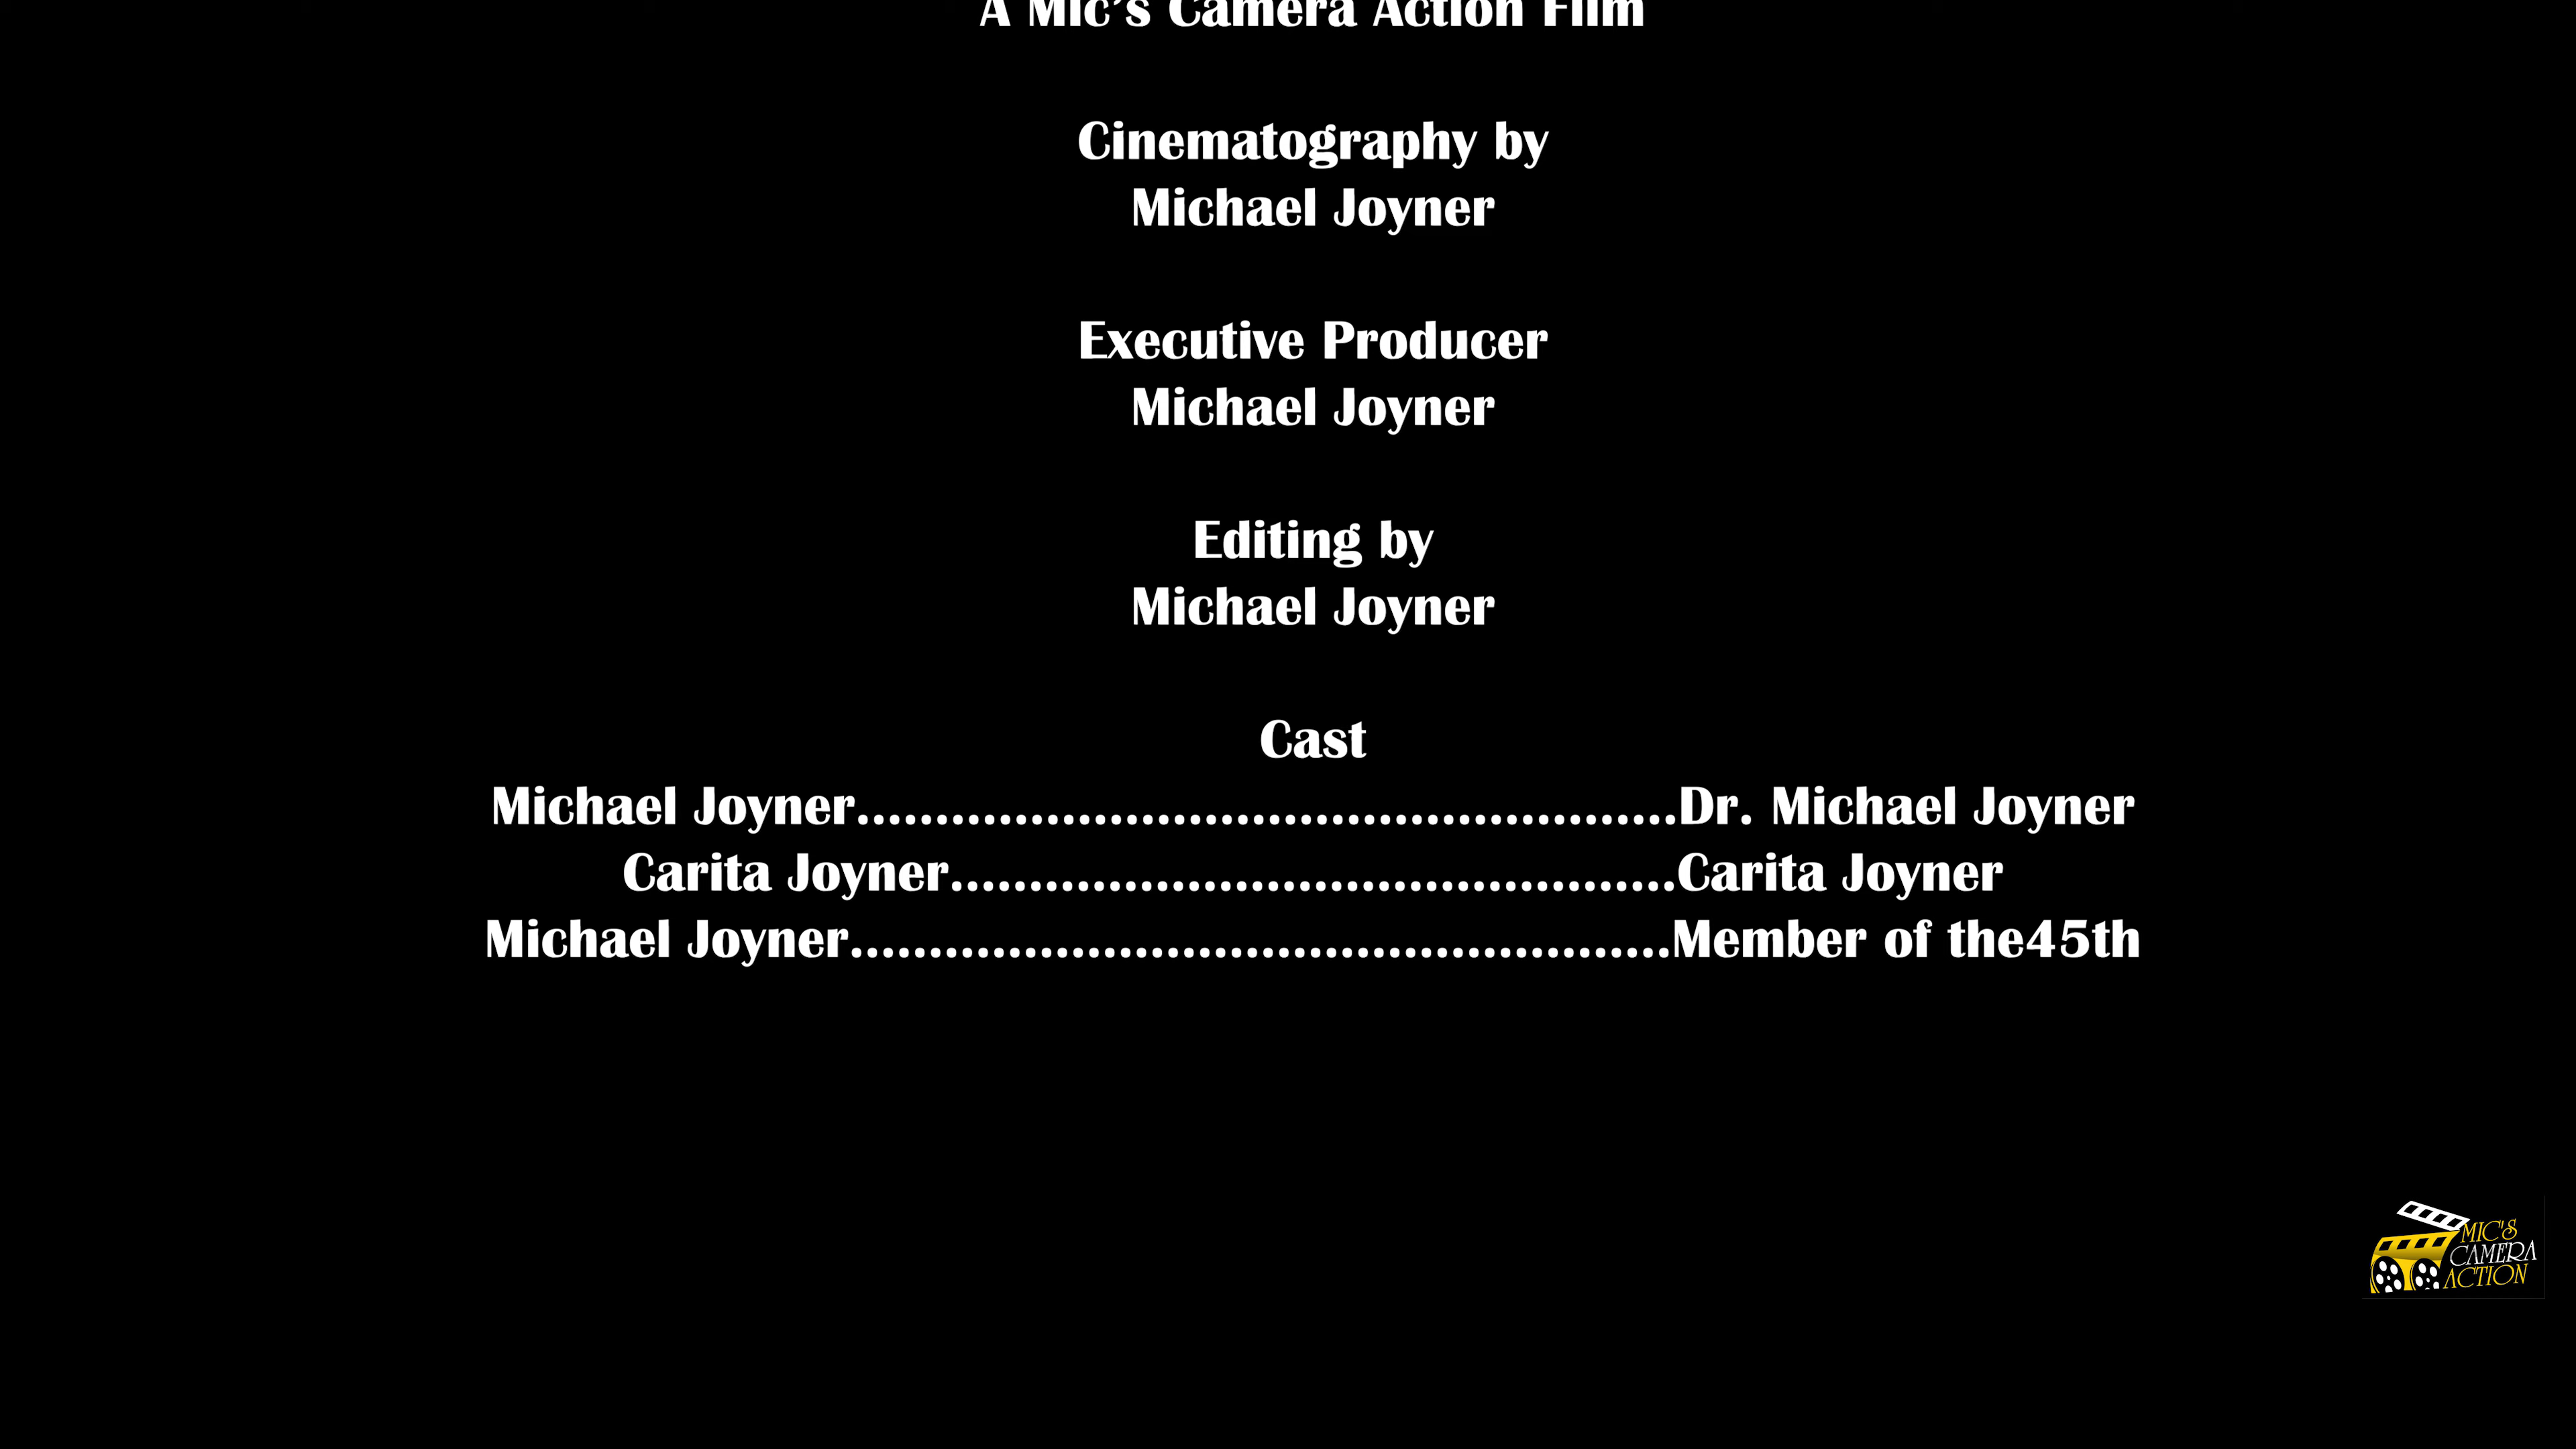 A Mic's Camera Action Film
Cinematography by
Michael Joyner
Executive Producer
Michael Joyner
Editing by
Michael Joyner
Cast
Michael Joyner....................................................Dr. Michael Joyner
Carita Joyner..............................................Carita Joyner
Michael Joyner....................................................Member of the45th
MIC'S
CAMERA
ACTION